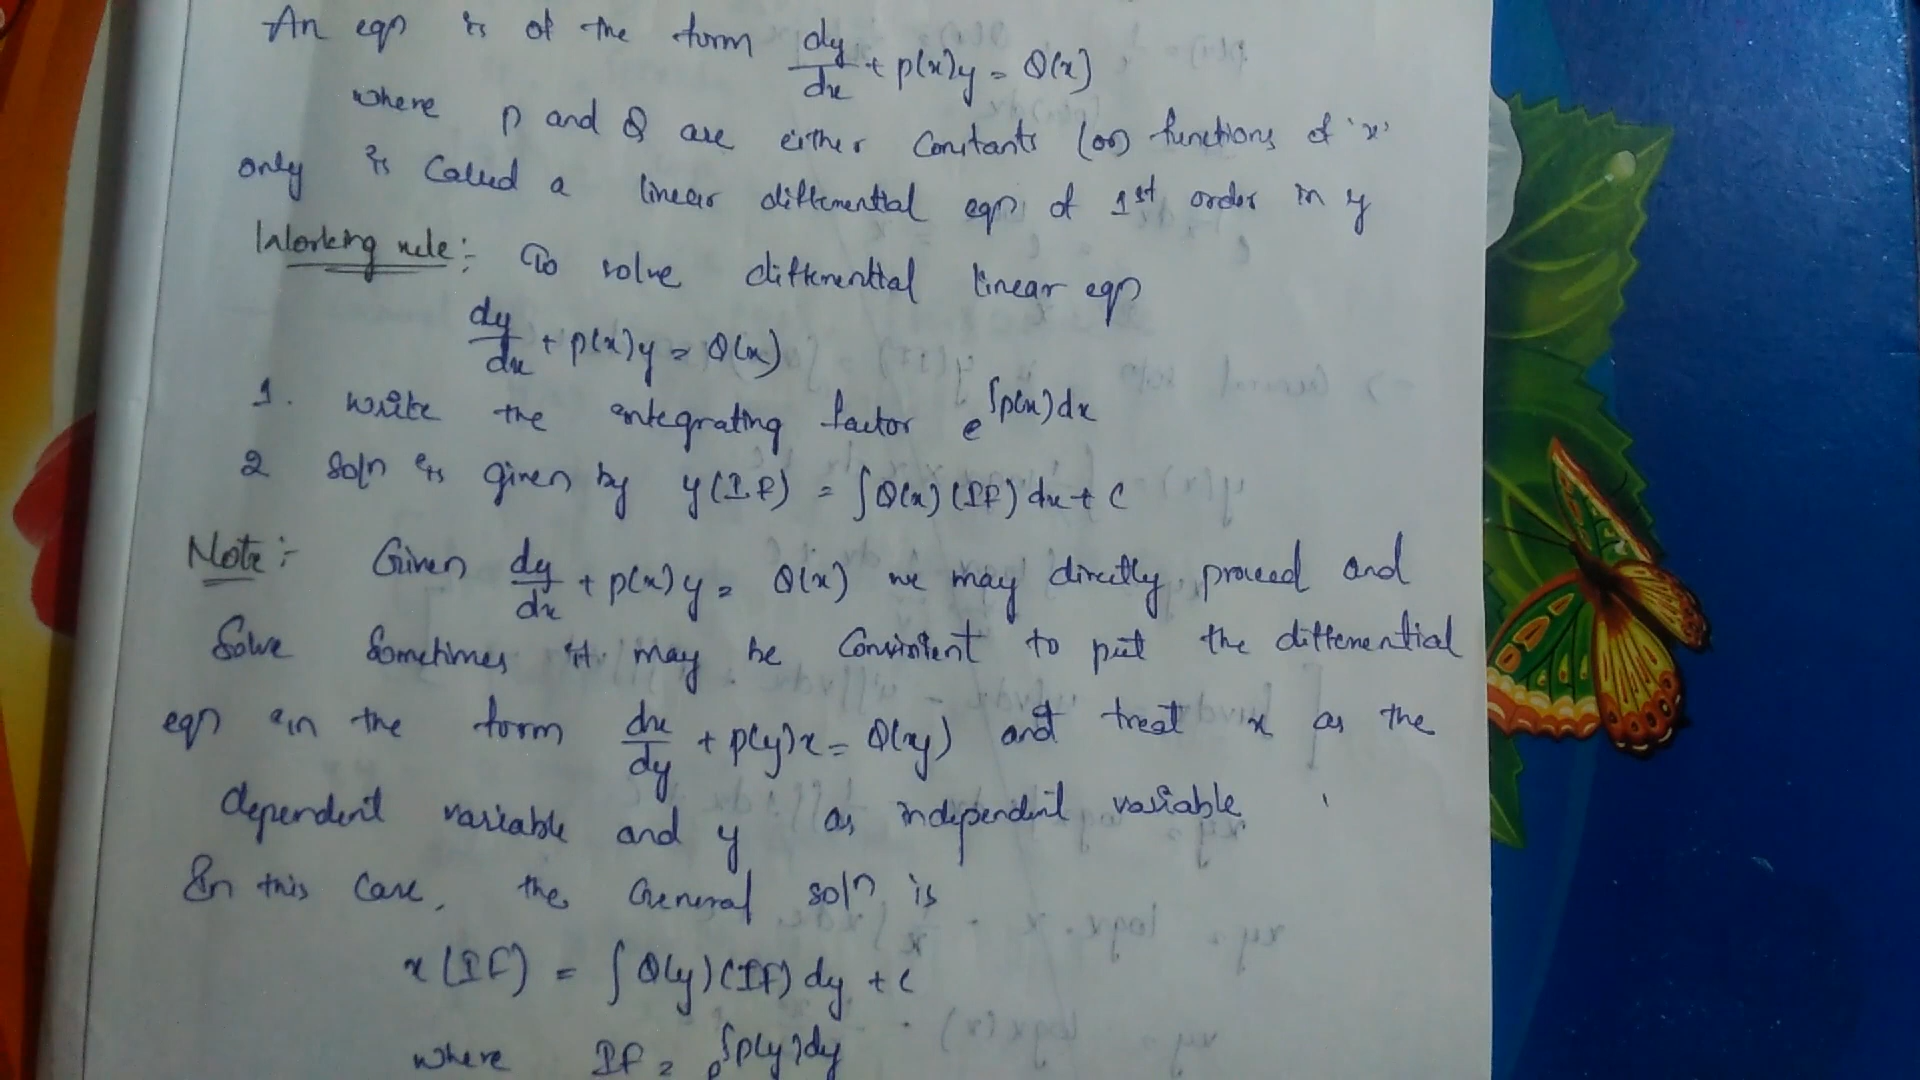 An eqn is of the form dy/dx + p(x)y = Q(x)
where p and Q are either constants (or) functions of 'x'
only is called a linear differential eqn of 1st order in y
Working rule:- To solve differential linear eqn
dy/dx + p(x)y = Q(x)
1. write the integrating factor e^∫p(x)dx
2 soln is given by y(IF) = ∫Q(x)(IF)dx + c
Note:- Given dy/dx + p(x)y = Q(x) we may directly proceed and
Solve Sometimes it may be to put the differential
eqn in the form dx/dy + p(y)x = Q(y) and treat x as the
dependent variable and y as independent variable
In this case, the General soln is
x(IF) = ∫Q(y)(IF)dy + c
where IF = e^∫p(y)dy